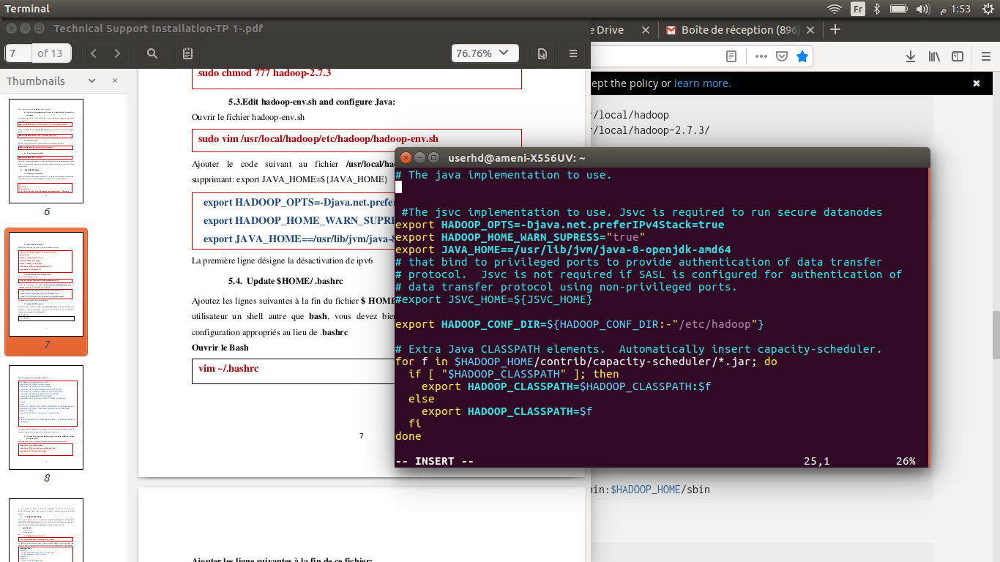 Terminal
Fr
1:53 م
Technical Support Installation-TP 1-.pdf
e Drive
Boîte de réception (896)
7 of 13
76.76%
Thumbnails
6
7
8
sudo chmod 777 hadoop-2.7.3
5.3.Edit hadoop-env.sh and configure Java:
Ouvrir le fichier hadoop-env.sh
sudo vim /usr/local/hadoop/etc/hadoop/hadoop-env.sh
Ajouter le code suivant au fichier /usr/local/ha
supprimant: export JAVA_HOME=${JAVA_HOME}
export HADOOP_OPTS=-Djava.net.prefe
export HADOOP_HOME_WARN_SUPRE
export JAVA_HOME==/usr/lib/jvm/java-8
La première ligne désigne la désactivation de ipv6
5.4. Update $HOME/ .bashrc
Ajoutez les lignes suivantes à la fin du fichier $ HOME
utilisateur un shell autre que bash, vous devez bien
configuration appropriés au lieu de .bashrc
Ouvrir le Bash
vim ~/.bashrc
7
Ajouter les ligne suivantes à la fin de ce fichier:
ept the policy or learn more.
r/local/hadoop
r/local/hadoop-2.7.3/
userhd@ameni-X556UV: ~
# The java implementation to use.
#The jsvc implementation to use. Jsvc is required to run secure datanodes
export HADOOP_OPTS=-Djava.net.preferIPv4Stack=true
export HADOOP_HOME_WARN_SUPRESS="true"
export JAVA_HOME==/usr/lib/jvm/java-8-openjdk-amd64
# that bind to privileged ports to provide authentication of data transfer
# protocol.  Jsvc is not required if SASL is configured for authentication of
# data transfer protocol using non-privileged ports.
#export JSVC_HOME=${JSVC_HOME}
export HADOOP_CONF_DIR=${HADOOP_CONF_DIR:-"/etc/hadoop"}
# Extra Java CLASSPATH elements.  Automatically insert capacity-scheduler.
for f in $HADOOP_HOME/contrib/capacity-scheduler/*.jar; do
  if [ "$HADOOP_CLASSPATH" ]; then
    export HADOOP_CLASSPATH=$HADOOP_CLASSPATH:$f
  else
    export HADOOP_CLASSPATH=$f
  fi
done
-- INSERT --
25,1
26%
bin:$HADOOP_HOME/sbin